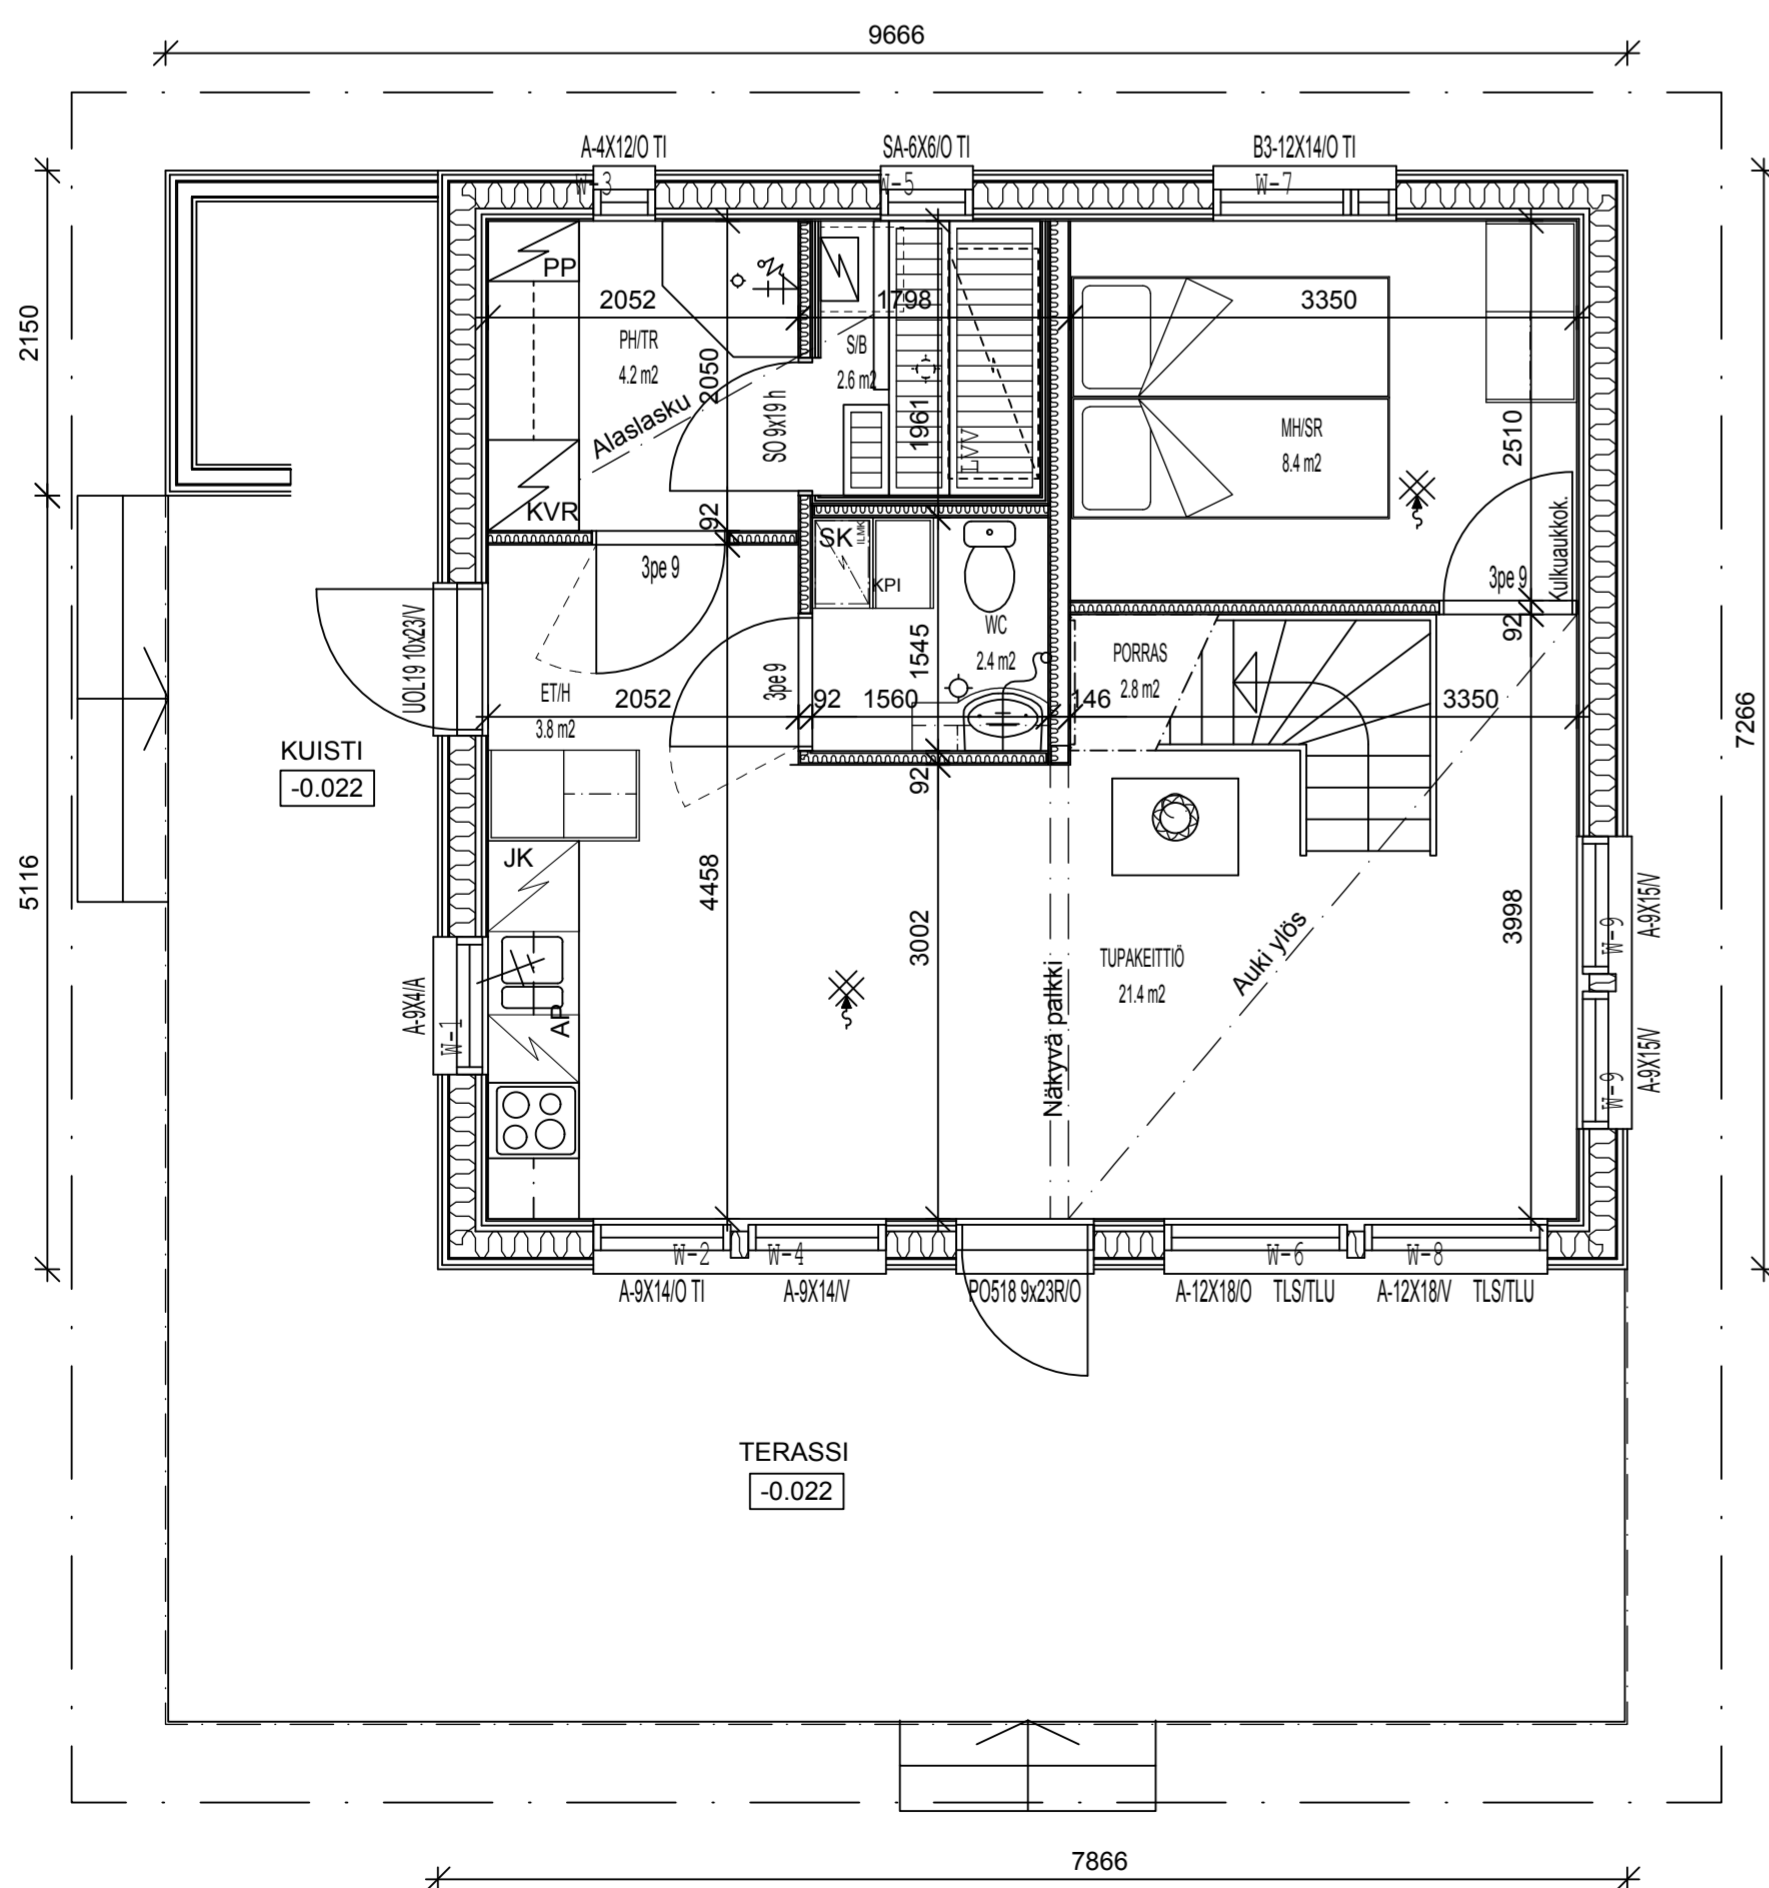 9666
A-4X12/O TI
SA-6X6/O TI
B3-12X14/O TI
W-3
W-5
W-7
PP
2052
1798
3350
2150
PH/TR
4.2 m2
2050
S/B
2.6 m2
Alaslasku
SO 9x19 h
1961
LVV
MH/SR
8.4 m2
2510
KVR
92
SK
ILMK
KPI
3pe 9
3pe 9
Kulkuaukkok.
92
UOL19 10x23/V
WC
2.4 m2
1545
PORRAS
2.8 m2
ET/H
3.8 m2
2052
3pe 9
92
1560
146
3350
7266
KUISTI
-0.022
92
JK
5116
4458
3002
3998
A-9X15/V
W-9
TUPAKEITTIÖ
21.4 m2
Auki ylös
Näkyvä palkki
A-9X4/A
W-1
AP
A-9X15/V
W-9
W-2
W-4
W-6
W-8
A-9X14/O TI
A-9X14/V
PO518 9x23R/O
A-12X18/O
TLS/TLU
A-12X18/V
TLS/TLU
TERASSI
-0.022
7866